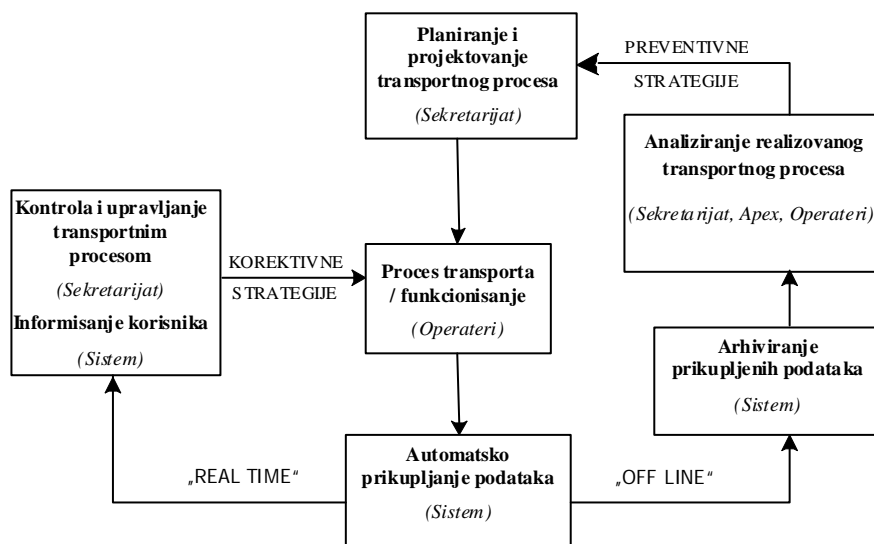 Planiranje i
projektovanje
transportnog procesa
(Sekretarijat)
PREVENTIVNE
STRATEGIJE
Analiziranje realizovanog
transportnog procesa
(Sekretarijat, Apex, Operateri)
Kontrola i upravljanje
transportnim
procesom
(Sekretarijat)
Informisanje korisnika
(Sistem)
KOREKTIVNE
STRATEGIJE
Proces transporta
/ funkcionisanje
(Operateri)
Arhiviranje
prikupljenih podataka
(Sistem)
„REAL TIME“
Automatsko
prikupljanje podataka
(Sistem)
„OFF LINE“